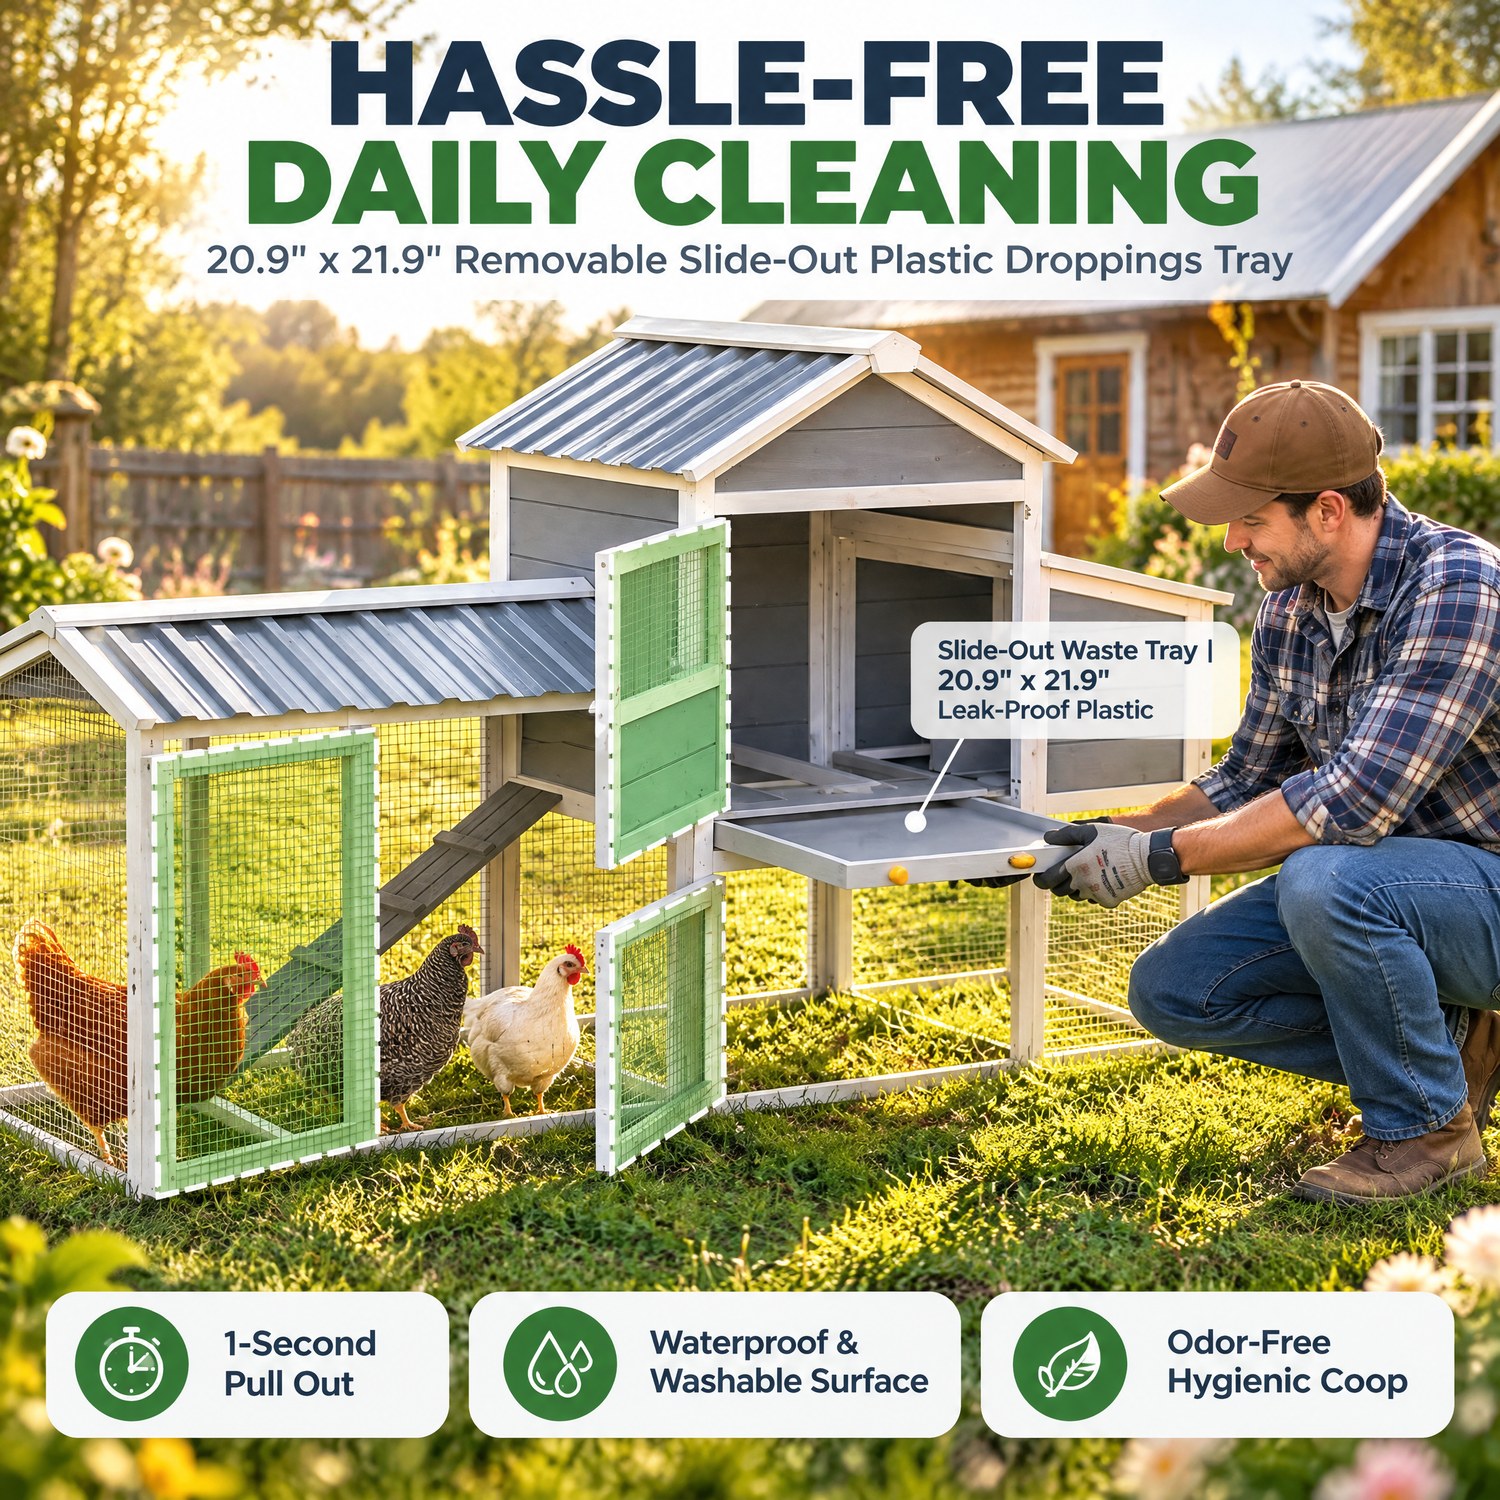 HASSLE-FREE
DAILY CLEANING
20.9" x 21.9" Removable Slide-Out Plastic Droppings Tray
Slide-Out Waste Tray |
20.9" x 21.9"
Leak-Proof Plastic
1-Second
Pull Out
Waterproof &
Washable Surface
Odor-Free
Hygienic Coop